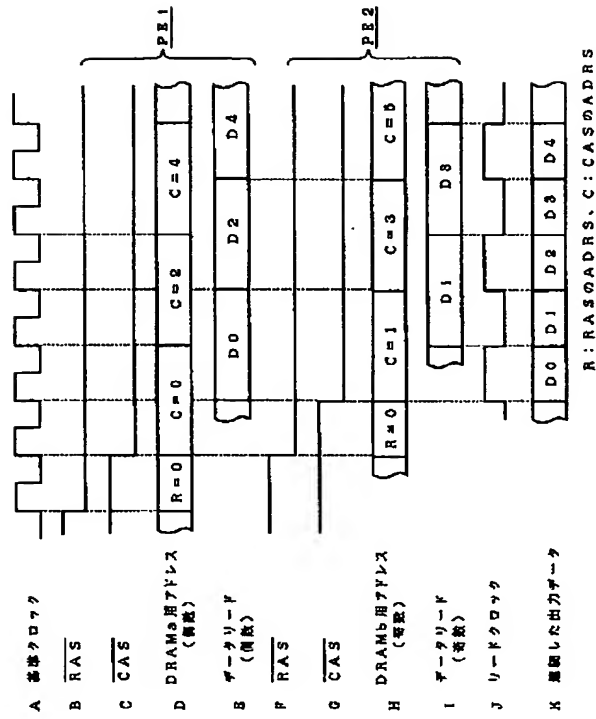 A 基準クロック
B RAS
C CAS
D DRAMa用アドレス
(偶数)
R=0 C=0 C=2 C=4
E データリード
(偶数)
D0 D2 D4
PE1
F RAS
G CAS
H DRAMb用アドレス
(奇数)
R=0 C=1 C=3 C=5
I データリード
(奇数)
D1 D3
PE2
J リードクロック
K 連続した出力データ
D0 D1 D2 D3 D4
R:RASのADRS、C:CASのADRS